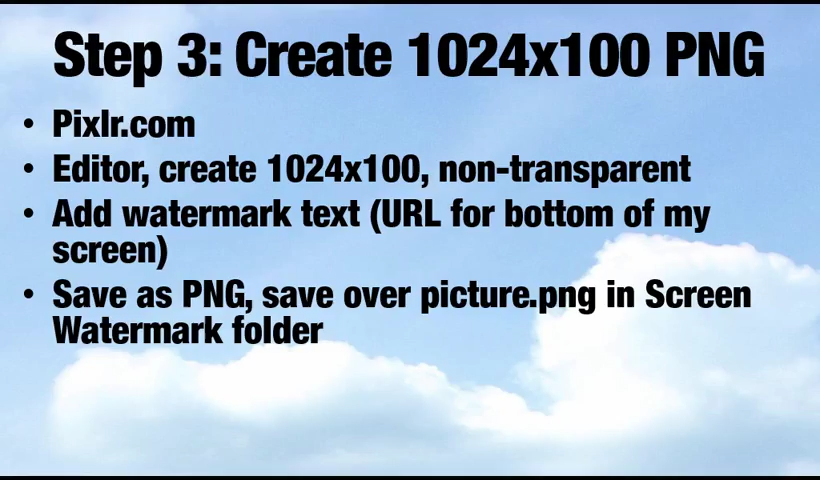 Step 3: Create 1024x100 PNG
• Pixlr.com
• Editor, create 1024x100, non-transparent
• Add watermark text (URL for bottom of my
screen)
• Save as PNG, save over picture.png in Screen
Watermark folder